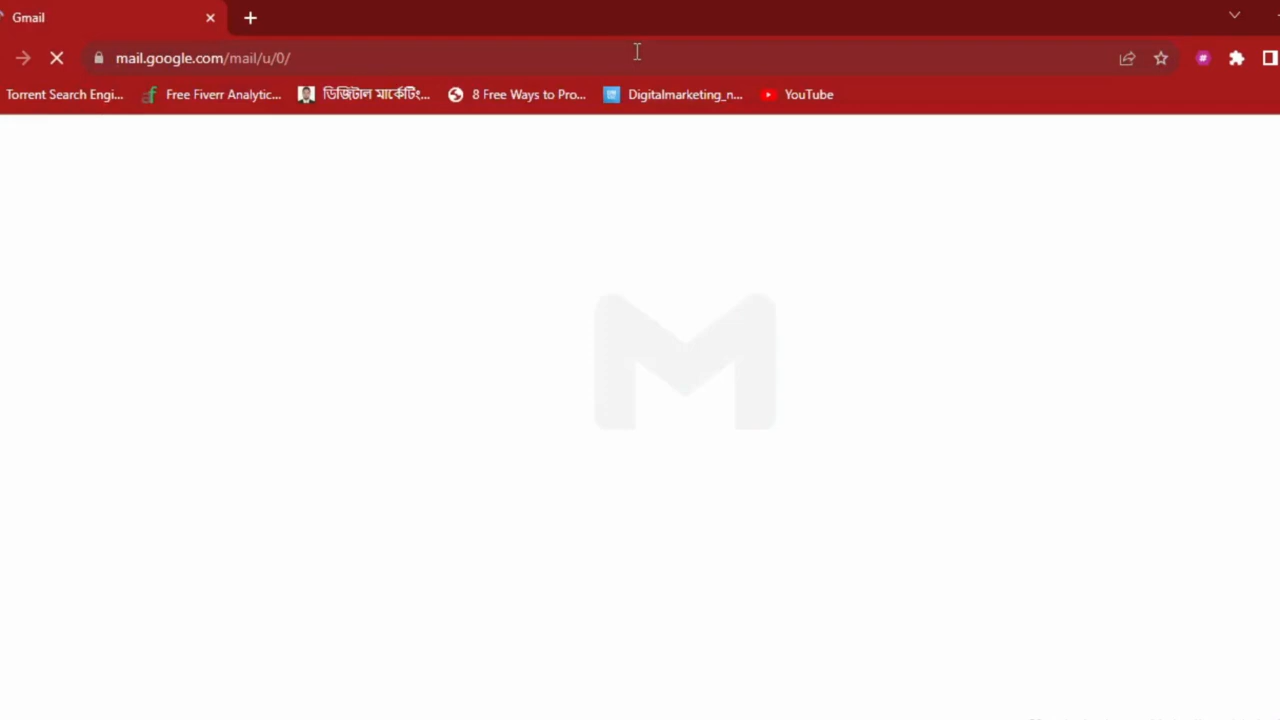 Gmail
mail.google.com/mail/u/0/
Torrent Search Engi... Free Fiverr Analytic... ডিজিটাল মার্কেটিং... 8 Free Ways to Pro... Digitalmarketing_n... YouTube